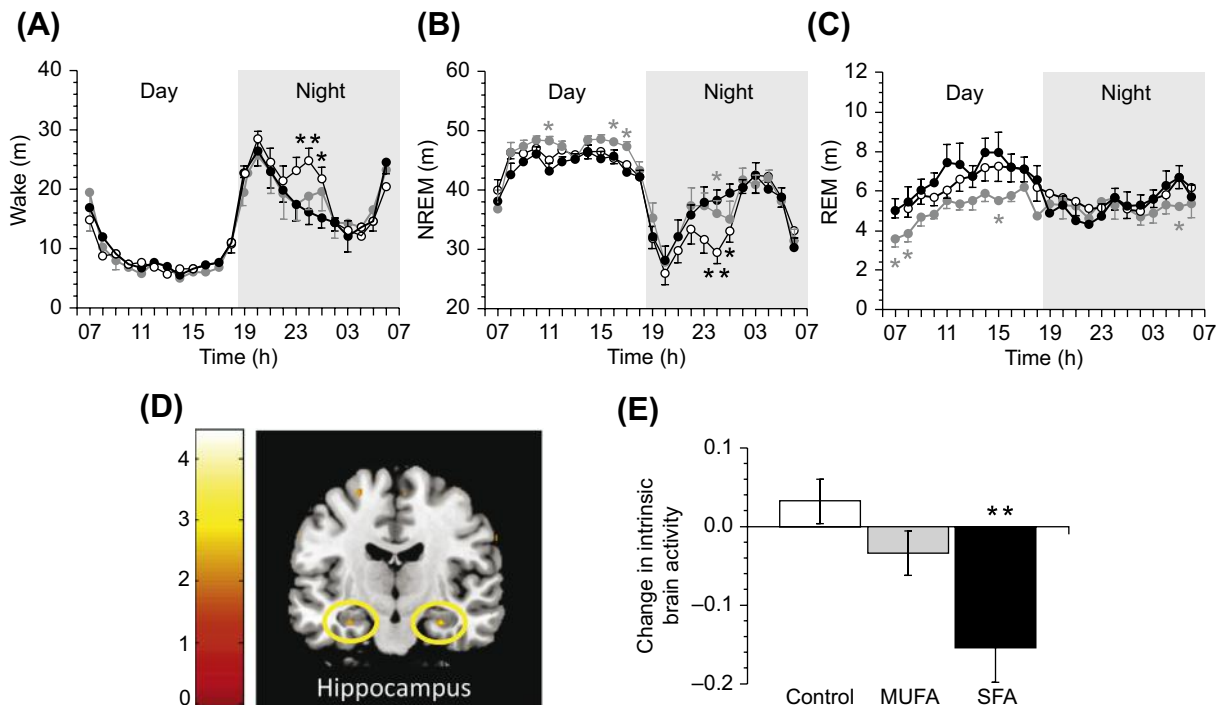 (A)
40
30
20
10
0
Wake (m)
Day
Night
* *
*
07 11 15 19 23 03 07
Time (h)
(B)
60
50
40
30
20
NREM (m)
Day
Night
* * *
*
* * *
07 11 15 19 23 03 07
Time (h)
(C)
12
10
8
6
4
2
0
REM (m)
Day
Night
* * * *
07 11 15 19 23 03 07
Time (h)
(D)
4
3
2
1
0
Hippocampus
(E)
0.1
0.0
–0.1
–0.2
Change in intrinsic
brain activity
* *
Control MUFA SFA